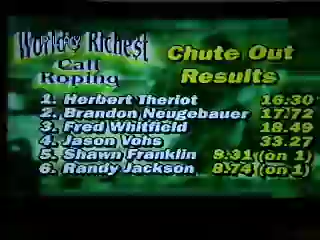 World's Richest
Calf
Roping
Chute Out
Results
1. Herbert Theriot 16.30
2. Brandon Neugebauer 17.72
3. Fred Whitfield 18.49
4. Jason Vohs 33.27
5. Shawn Franklin 8.31 (on 1)
6. Randy Jackson 8.74 (on 1)